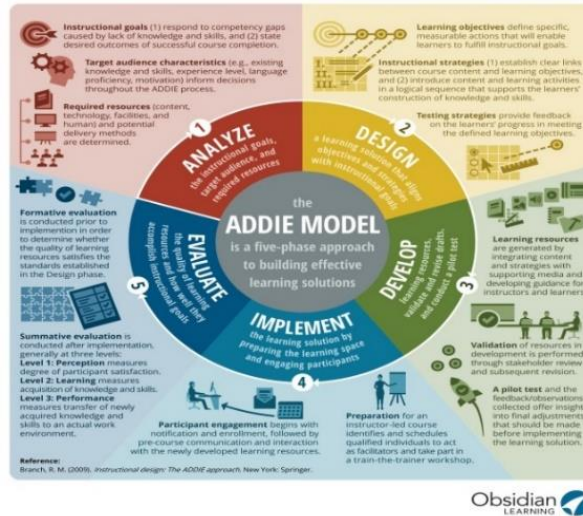 Instructional goals (1) respond to competency gaps
caused by lack of knowledge and skills, and (2) state
desired outcomes of successful course completion.
Target audience characteristics (e.g., existing
knowledge and skills, experience level, language
proficiency, motivation) inform decisions
throughout the ADDIE process.
Required resources (content,
technology, facilities, and
human) and potential
delivery methods
are determined.
Learning objectives define specific,
measurable actions that will enable
learners to fulfill instructional goals.
Instructional strategies (1) establish clear links
between course content and learning objectives,
and (2) introduce content and learning activities
in a logical sequence that supports the learners'
construction of knowledge and skills.
Testing strategies provide feedback
on the learners' progress in meeting
the defined learning objectives.
1
ANALYZE
the instructional goals,
target audience, and
required resources
2
DESIGN
a learning solution that aligns
objectives and strategies
with instructional goals
the
ADDIE MODEL
is a five-phase approach
to building effective
learning solutions
3
DEVELOP
learning resources,
validate and revise drafts,
and conduct a pilot test
4
IMPLEMENT
the learning solution by
preparing the learning space
and engaging participants
5
EVALUATE
the quality of learning
resources and how well they
accomplish instructional goals
Learning resources
are generated by
integrating content
and strategies with
supporting media and
developing guidance for
instructors and learners.
Validation of resources in
development is performed
through stakeholder review
and subsequent revision.
A pilot test and the
feedback/observations
collected offer insight
into final adjustments
that should be made
before implementing
the learning solution.
Preparation for an
instructor-led course
identifies and schedules
qualified individuals to act
as facilitators and take part in
a train-the-trainer workshop.
Participant engagement begins with
notification and enrollment, followed by
pre-course communication and interaction
with the newly developed learning resources.
Formative evaluation
is conducted prior to
implementation in order
to determine whether
the quality of learning
resources satisfies the
standards established
in the Design phase.
Summative evaluation is
conducted after implementation,
generally at three levels:
Level 1: Perception measures
degree of participant satisfaction.
Level 2: Learning measures
acquisition of knowledge and skills.
Level 3: Performance
measures transfer of newly
acquired knowledge
and skills to an actual work
environment.
Reference:
Branch, R. M. (2009). Instructional design: The ADDIE approach. New York: Springer.
Obsidian
LEARNING